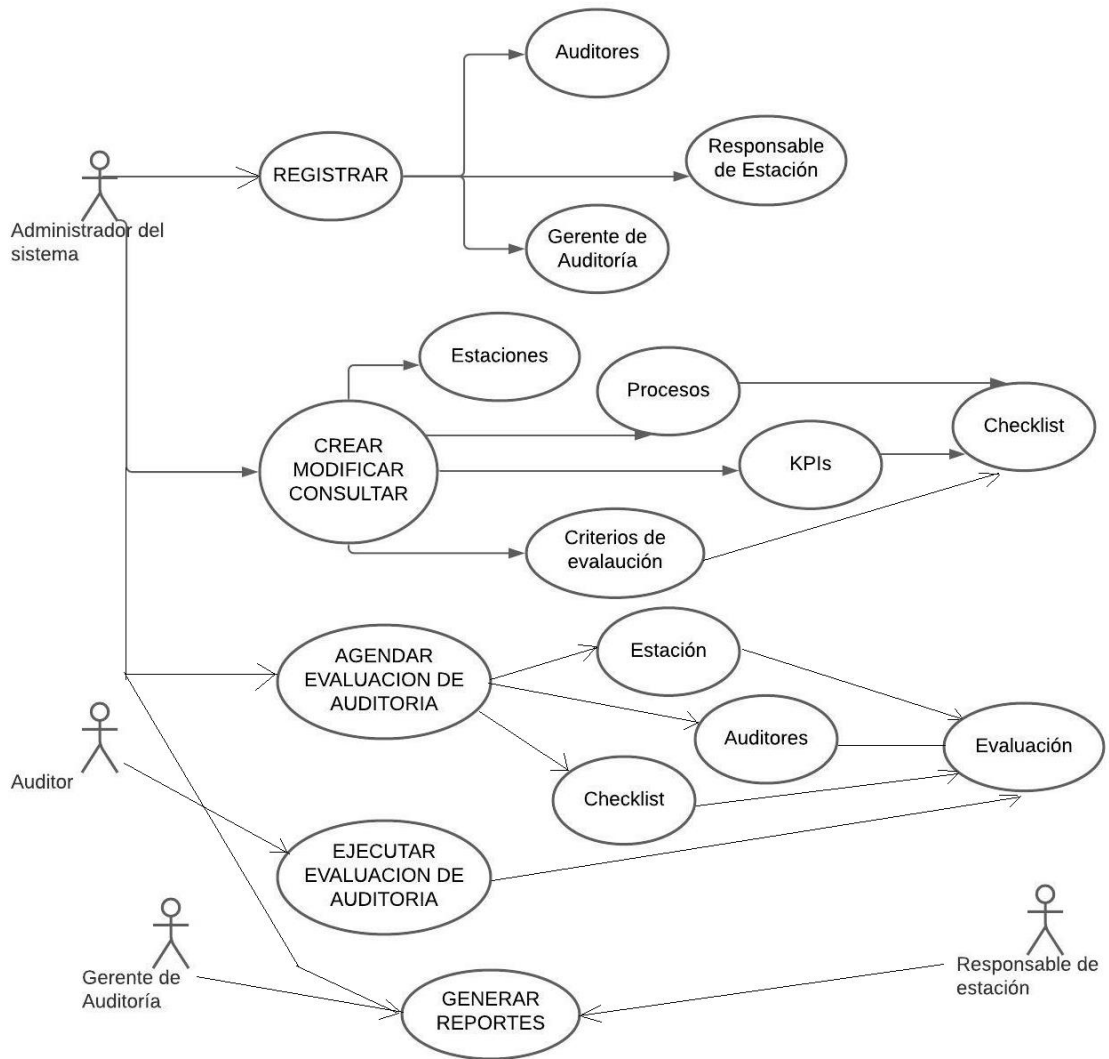 Auditores
Responsable
de Estación
REGISTRAR
Administrador del
sistema
Gerente de
Auditoría
Estaciones
Procesos
Checklist
CREAR
MODIFICAR
CONSULTAR
KPIs
Criterios de
evalaución
AGENDAR
EVALUACION DE
AUDITORIA
Estación
Auditores
Evaluación
Auditor
Checklist
EJECUTAR
EVALUACION DE
AUDITORIA
Gerente de
Auditoría
Responsable de
estación
GENERAR
REPORTES